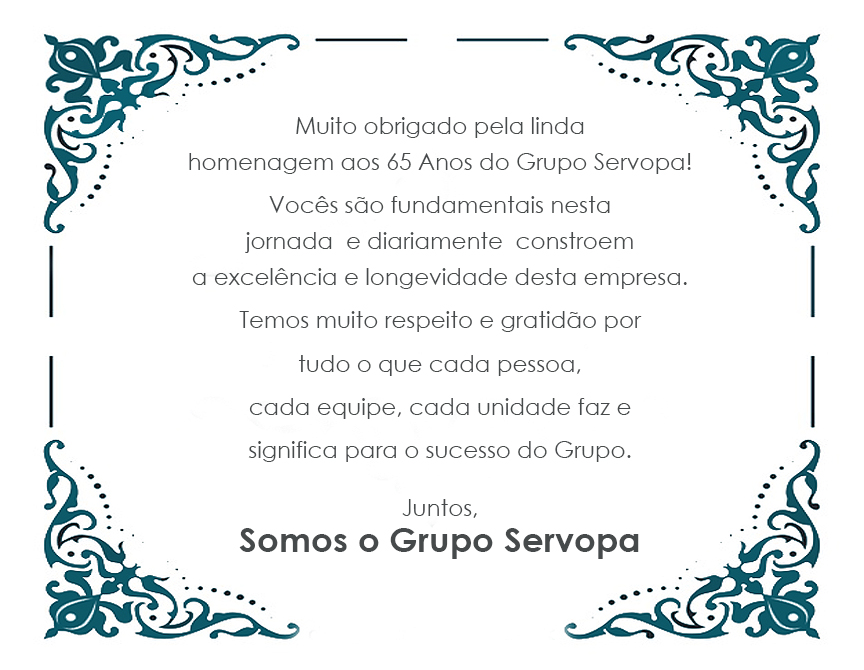 Muito obrigado pela linda
homenagem aos 65 Anos do Grupo Servopa!
Vocês são fundamentais nesta
jornada e diariamente constroem
a excelência e longevidade desta empresa.
Temos muito respeito e gratidão por
tudo o que cada pessoa,
cada equipe, cada unidade faz e
significa para o sucesso do Grupo.
Juntos,
Somos o Grupo Servopa